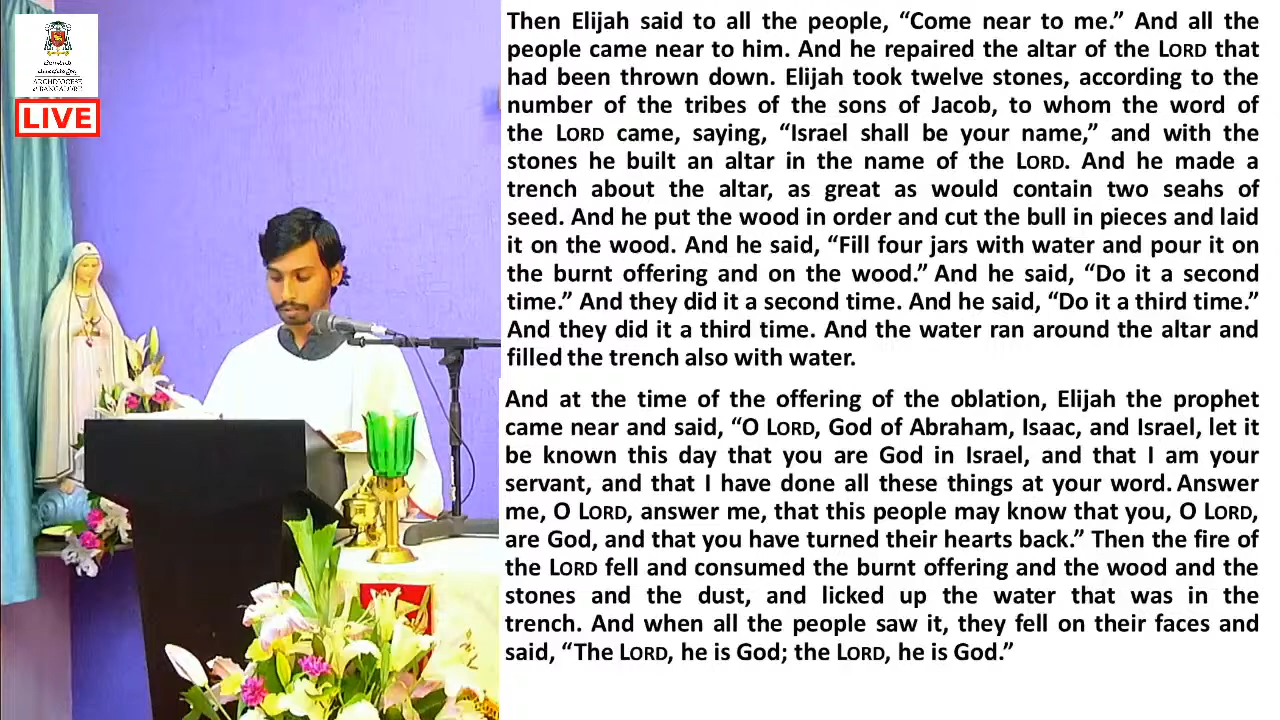 ARCHDIOCESE
of BANGALORE
LIVE
Then Elijah said to all the people, “Come near to me.” And all the
people came near to him. And he repaired the altar of the LORD that
had been thrown down. Elijah took twelve stones, according to the
number of the tribes of the sons of Jacob, to whom the word of
the LORD came, saying, “Israel shall be your name,” and with the
stones he built an altar in the name of the LORD. And he made a
trench about the altar, as great as would contain two seahs of
seed. And he put the wood in order and cut the bull in pieces and laid
it on the wood. And he said, “Fill four jars with water and pour it on
the burnt offering and on the wood.” And he said, “Do it a second
time.” And they did it a second time. And he said, “Do it a third time.”
And they did it a third time. And the water ran around the altar and
filled the trench also with water.
And at the time of the offering of the oblation, Elijah the prophet
came near and said, “O LORD, God of Abraham, Isaac, and Israel, let it
be known this day that you are God in Israel, and that I am your
servant, and that I have done all these things at your word. Answer
me, O LORD, answer me, that this people may know that you, O LORD,
are God, and that you have turned their hearts back.” Then the fire of
the LORD fell and consumed the burnt offering and the wood and the
stones and the dust, and licked up the water that was in the
trench. And when all the people saw it, they fell on their faces and
said, “The LORD, he is God; the LORD, he is God.”